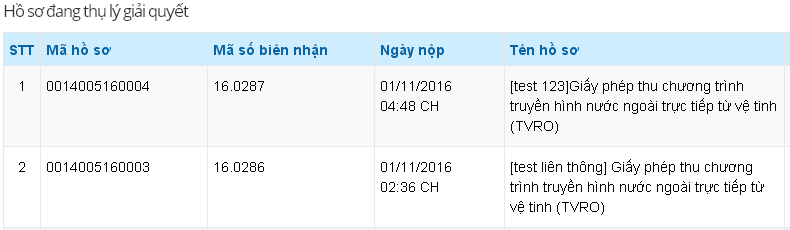 Hồ sơ đang thụ lý giải quyết
STT Mã hồ sơ Mã số biên nhận Ngày nộp Tên hồ sơ
1 0014005160004 16.0287 01/11/2016 [test 123]Giấy phép thu chương trình
04:48 CH truyền hình nước ngoài trực tiếp từ vệ tinh
(TVRO)
2 0014005160003 16.0286 01/11/2016 [test liên thông] Giấy phép thu chương
02:36 CH trình truyền hình nước ngoài trực tiếp từ
vệ tinh (TVRO)